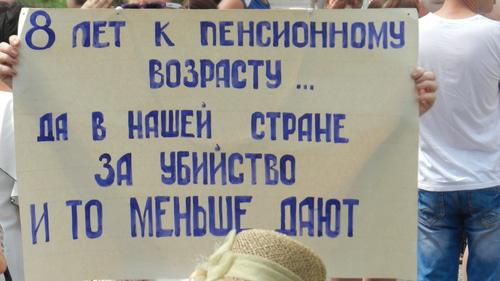 8 ЛЕТ К ПЕНСИОННОМУ
ВОЗРАСТУ...
ДА В НАШЕЙ СТРАНЕ
ЗА УБИЙСТВО
И ТО МЕНЬШЕ ДАЮТ